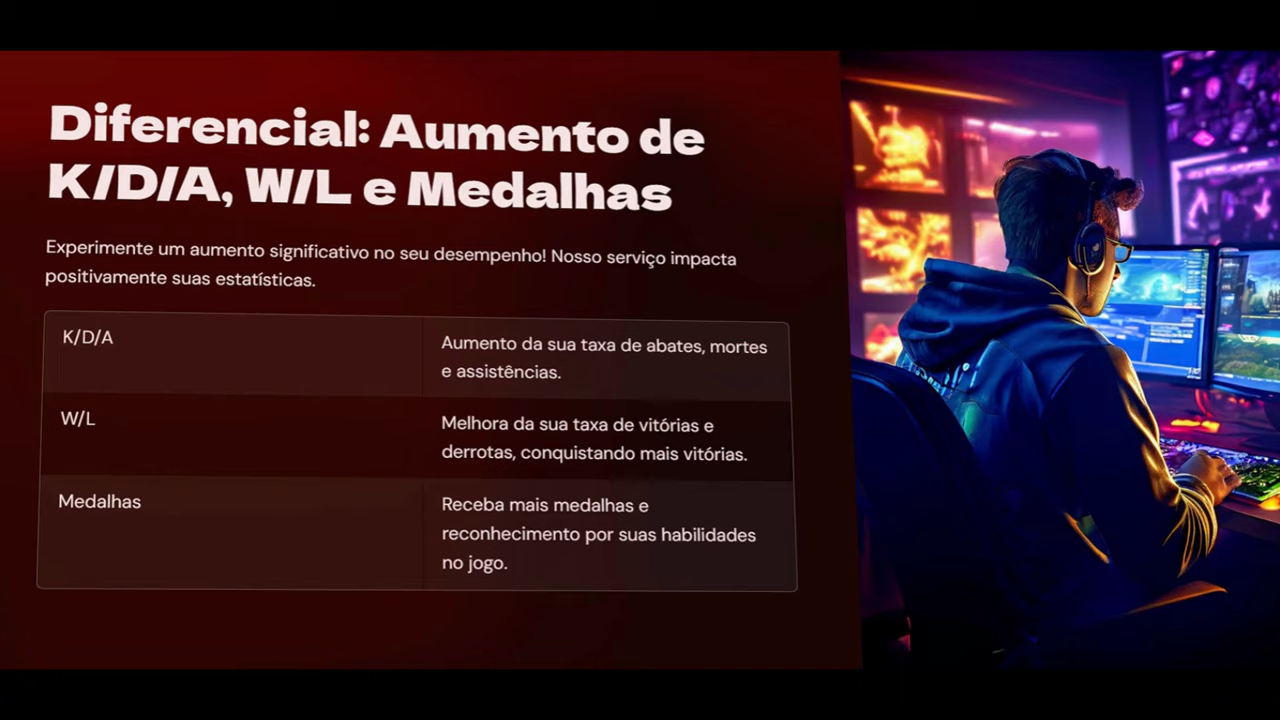 Diferencial: Aumento de
K/D/A, W/L e Medalhas
Experimente um aumento significativo no seu desempenho! Nosso serviço impacta
positivamente suas estatísticas.
K/D/A
Aumento da sua taxa de abates, mortes
e assistências.
W/L
Melhora da sua taxa de vitórias e
derrotas, conquistando mais vitórias.
Medalhas
Receba mais medalhas e
reconhecimento por suas habilidades
no jogo.